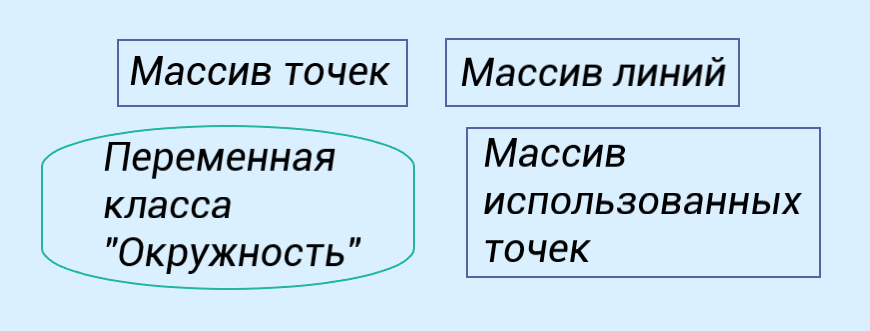 Массив точек
Массив линий
Переменная
класса
"Окружность"
Массив
использованных
точек